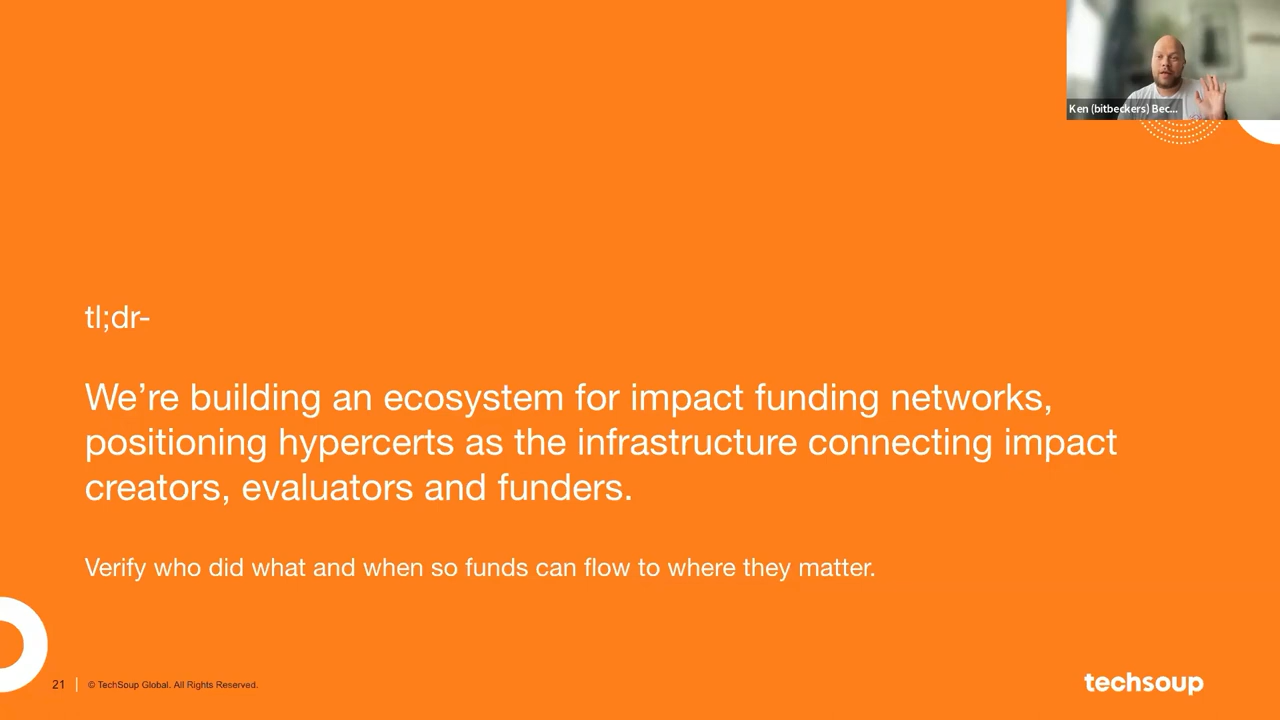 Ken (bitbeckers) Bec...
tl;dr-
We’re building an ecosystem for impact funding networks,
positioning hypercerts as the infrastructure connecting impact
creators, evaluators and funders.
Verify who did what and when so funds can flow to where they matter.
21
© TechSoup Global. All Rights Reserved.
techsoup